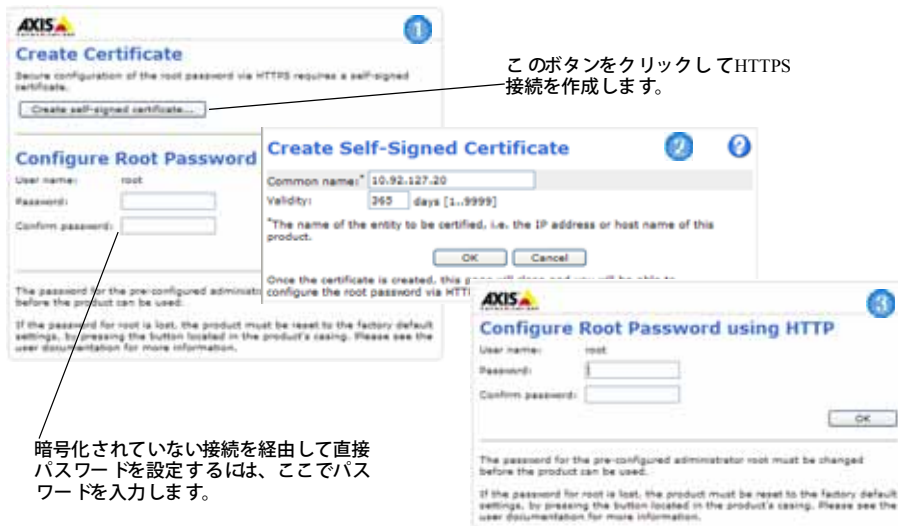 AXIS
COMMUNICATIONS
1
Create Certificate
Secure configuration of the root password via HTTPS requires a self-signed
certificate.
Create self-signed certificate...
このボタンをクリックしてHTTPS
接続を作成します。
Configure Root Password
User name: root
Password:
Confirm password:
The password for the pre-configured administ
before the product can be used.
If the password for root is lost, the product must be reset to the factory default
settings, by pressing the button located in the product's casing. Please see the
user documentation for more information.
Create Self-Signed Certificate
2
?
Common name:* 10.92.127.20
Validity: 365 days [1..9999]
*The name of the entity to be certified, i.e. the IP address or host name of this
product.
OK Cancel
Once the certificate is created, this page will close and you will be able to
configure the root password via HTT
AXIS
COMMUNICATIONS
3
Configure Root Password using HTTP
User name: root
Password:
Confirm password:
OK
The password for the pre-configured administrator root must be changed
before the product can be used.
If the password for root is lost, the product must be reset to the factory default
settings, by pressing the button located in the product's casing. Please see the
user documentation for more information.
暗号化されていない接続を経由して直接
パスワードを設定するには、ここでパス
ワードを入力します。